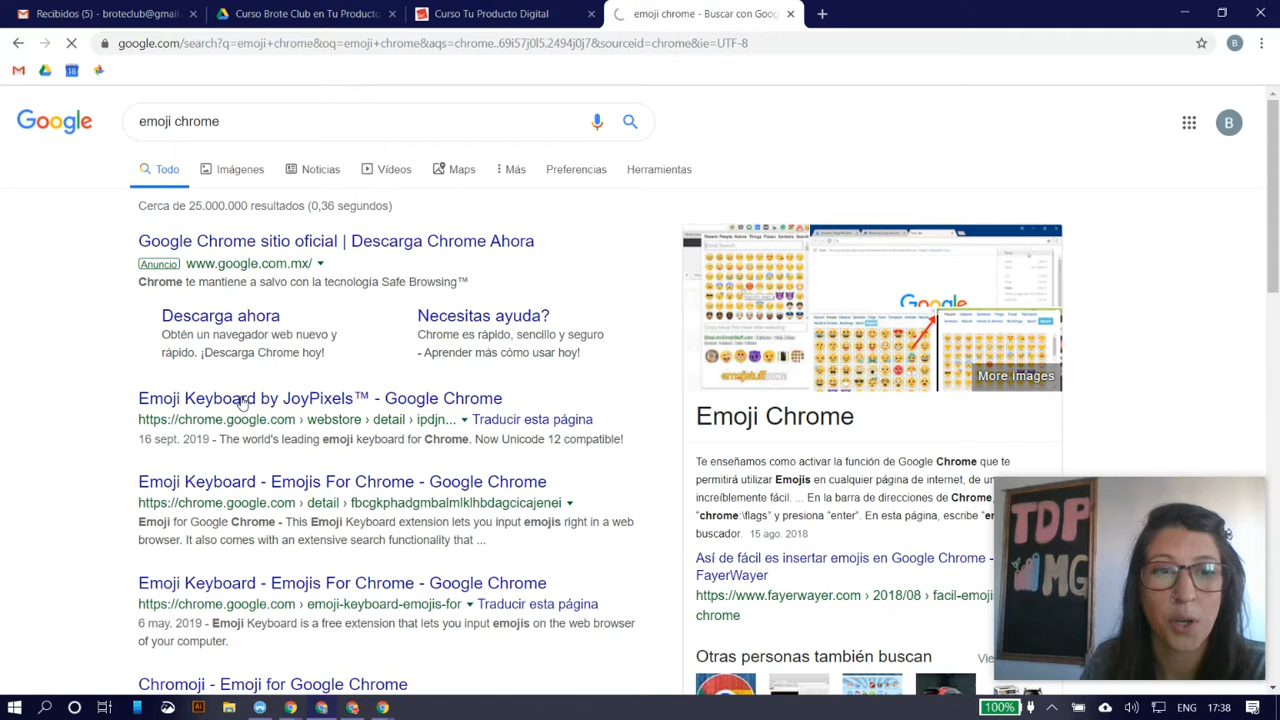 Recibidos (6) - broteclub@gmail
Curso Brote Club en Tu Producto
Curso Tu Producto Digital
emoji chrome - Buscar con Goog
google.com/search?q=emoji+chrome&oq=emoji+chrome&aqs=chrome..69i57j0l5.2494j0j7&sourceid=chrome&ie=UTF-8
B
Google
emoji chrome
B
Todo
Imágenes
Noticias
Vídeos
Maps
Más
Preferencias
Herramientas
Cerca de 25.000.000 resultados (0,36 segundos)
Google Chrome sitio oficial | Descarga Chrome Ahora
Anuncio www.google.com.mx/
Chrome te mantiene a salvo con la tecnología Safe Browsing™
Descarga ahora
Obtén un navegador web nuevo y
rápido. ¡Descarga Chrome hoy!
Necesitas ayuda?
Chrome es rápido, sencillo y seguro
- Aprender más cómo usar hoy!
Emoji Keyboard by JoyPixels™ - Google Chrome
https://chrome.google.com › webstore › detail › ipdjn... Traducir esta página
16 sept. 2019 - The world's leading emoji keyboard for Chrome. Now Unicode 12 compatible!
Emoji Keyboard - Emojis For Chrome - Google Chrome
https://chrome.google.com › detail › fbcgkphadgmbalmlklhbdagcicajenei
Emoji for Google Chrome - This Emoji Keyboard extension lets you input emojis right in a web
browser. It also comes with an extensive search functionality that ...
Emoji Keyboard - Emojis For Chrome - Google Chrome
https://chrome.google.com › emoji-keyboard-emojis-for Traducir esta página
6 may. 2019 - Emoji Keyboard is a free extension that lets you input emojis on the web browser
of your computer.
Chromoji - Emoji for Google Chrome
Google
More images
Emoji Chrome
Te enseñamos como activar la función de Google Chrome que te
permitirá utilizar Emojis en cualquier página de internet, de un
increíblemente fácil. ... En la barra de direcciones de Chrome,
"chrome:\flags" y presiona "enter". En esta página, escribe "e
buscador. 15 ago. 2018
Así de fácil es insertar emojis en Google Chrome -
FayerWayer
https://www.fayerwayer.com › 2018/08 › facil-emoji
chrome
Otras personas también buscan
Ve
TDP
MG
100%
ENG
17:38